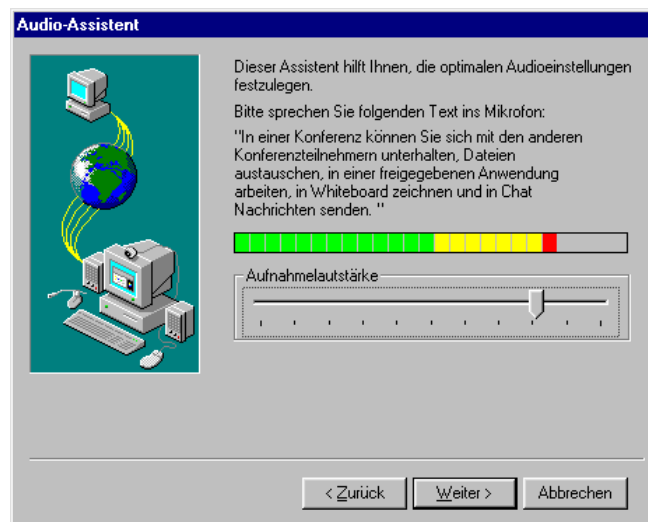 Audio-Assistent
Dieser Assistent hilft Ihnen, die optimalen Audioeinstellungen
festzulegen.
Bitte sprechen Sie folgenden Text ins Mikrofon:
"In einer Konferenz können Sie sich mit den anderen
Konferenzteilnehmern unterhalten, Dateien
austauschen, in einer freigegebenen Anwendung
arbeiten, in Whiteboard zeichnen und in Chat
Nachrichten senden. "
Aufnahmelautstärke
< Zurück
Weiter >
Abbrechen